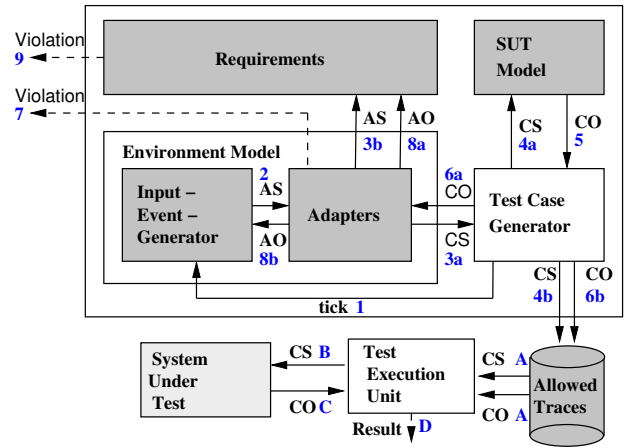 Violation
9
Requirements
SUT
Model
Violation
7
AS
3b
AO
8a
CS
4a
CO
5
Environment Model
2
AS
6a
CO
Input –
Event –
Generator
Adapters
Test Case
Generator
AO
8b
CS
3a
tick 1
CS
4b
CO
6b
System
Under
Test
CS B
CO C
Test
Execution
Unit
CS A
CO A
Allowed
Traces
Result D